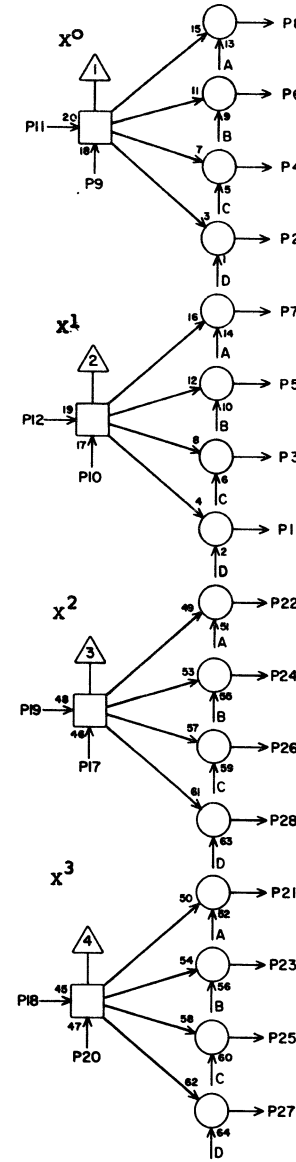 X⁰
15
P8
13
1
A
11
P6
20
9
P11
B
18
7
P4
P9
5
C
3
P2
1
D
X¹
16
P7
14
2
A
12
P5
19
10
P12
B
17
8
P3
P10
6
C
4
P1
2
D
X²
49
P22
51
3
A
53
P24
48
55
P19
B
46
57
P26
P17
59
C
61
P28
63
D
X³
50
P21
52
4
A
54
P23
45
56
P18
B
47
58
P25
P20
60
C
62
P27
64
D